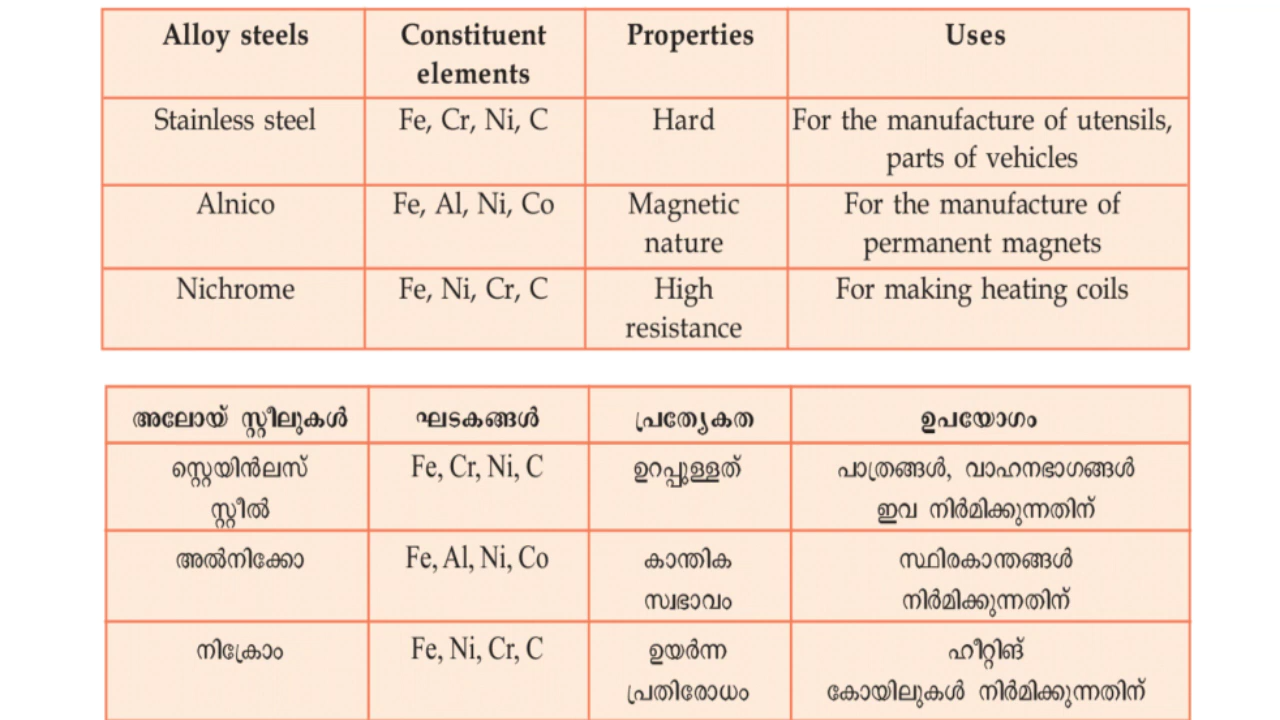 Alloy steels Constituent elements Properties Uses
Stainless steel Fe, Cr, Ni, C Hard For the manufacture of utensils,
parts of vehicles
Alnico Fe, Al, Ni, Co Magnetic nature For the manufacture of
permanent magnets
Nichrome Fe, Ni, Cr, C High resistance For making heating coils
അലോയ് സ്റ്റീലുകൾ ഘടകങ്ങൾ പ്രത്യേകത ഉപയോഗം
സ്റ്റെയിൻലസ് സ്റ്റീൽ Fe, Cr, Ni, C ഉറപ്പുള്ളത് പാത്രങ്ങൾ, വാഹനഭാഗങ്ങൾ
ഇവ നിർമിക്കുന്നതിന്
അൽനിക്കോ Fe, Al, Ni, Co കാന്തിക സ്വഭാവം സ്ഥിരകാന്തങ്ങൾ
നിർമിക്കുന്നതിന്
നിക്രോം Fe, Ni, Cr, C ഉയർന്ന പ്രതിരോധം ഹീറ്റിങ്
കോയിലുകൾ നിർമിക്കുന്നതിന്